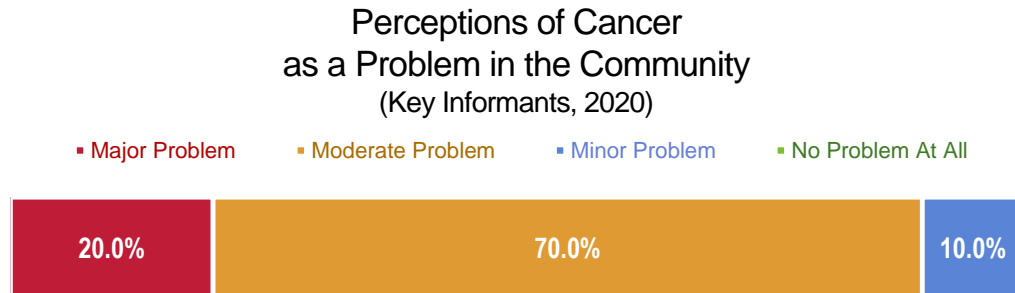 Perceptions of Cancer
as a Problem in the Community
(Key Informants, 2020)
Major Problem Moderate Problem Minor Problem No Problem At All
20.0% 70.0% 10.0%